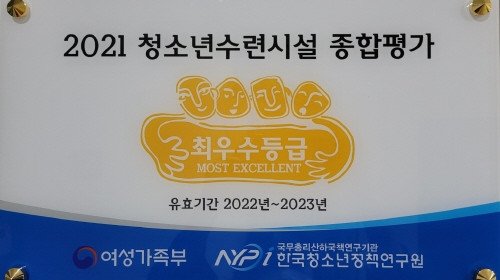 2021 청소년수련시설 종합평가
최우수등급
MOST EXCELLENT
유효기간 2022년~2023년
여성가족부
NYPi
국무총리산하국책연구기관
한국청소년정책연구원